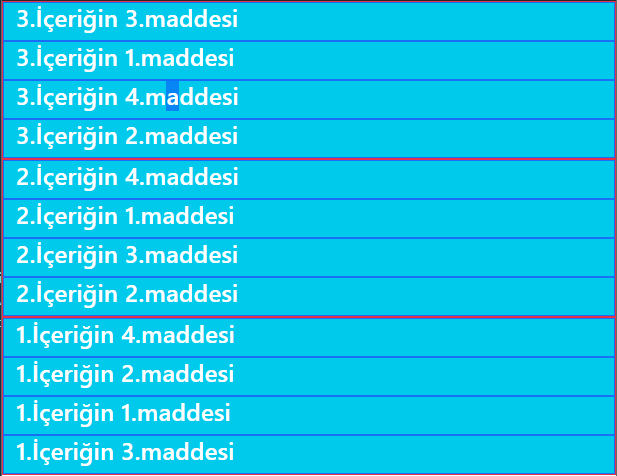 3.İçeriğin 3.maddesi
3.İçeriğin 1.maddesi
3.İçeriğin 4.maddesi
3.İçeriğin 2.maddesi
2.İçeriğin 4.maddesi
2.İçeriğin 1.maddesi
2.İçeriğin 3.maddesi
2.İçeriğin 2.maddesi
1.İçeriğin 4.maddesi
1.İçeriğin 2.maddesi
1.İçeriğin 1.maddesi
1.İçeriğin 3.maddesi